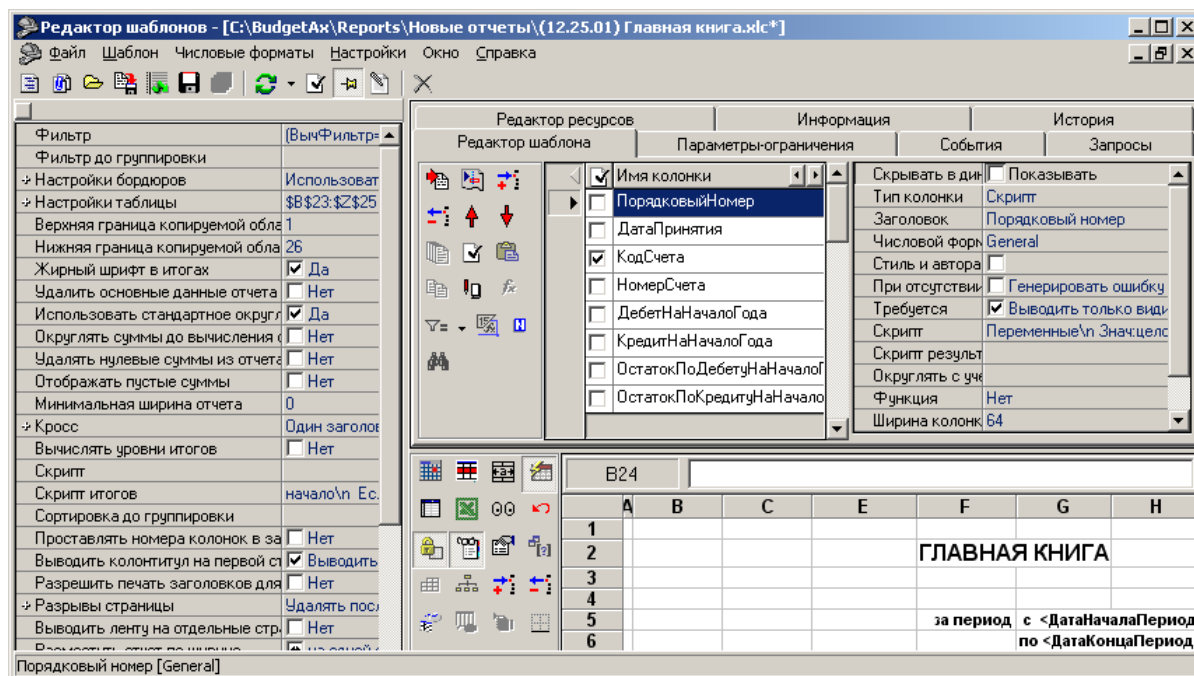 Редактор шаблонов - [C:\BudgetAx\Reports\Новые отчеты\(12.25.01) Главная книга.xlc*]
Файл Шаблон Числовые форматы Настройки Окно Справка
Фильтр (ВычФильтр=
Фильтр до группировки
Настройки бордюров Использоват
Настройки таблицы $B$23:$Z$25
Верхняя граница копируемой обла 1
Нижняя граница копируемой обла 26
Жирный шрифт в итогах Да
Удалить основные данные отчета Нет
Использовать стандартное округл Да
Округлять суммы до вычисления Нет
Удалять нулевые суммы из отчета Нет
Отображать пустые суммы Нет
Минимальная ширина отчета 0
Кросс Один заголов
Вычислять уровни итогов Нет
Скрипт
Скрипт итогов начало\n Ес.
Сортировка до группировки
Проставлять номера колонок в за Нет
Выводить колонтитул на первой ст Выводить
Разрешить печать заголовков для Нет
Разрывы страницы Удалять посл
Выводить ленту на отдельные стр. Нет
Редактор ресурсов Информация История
Редактор шаблона Параметры-ограничения События Запросы
Имя колонки
ПорядковыйНомер
ДатаПринятия
КодСчета
НомерСчета
ДебетНаНачалоГода
КредитНаНачалоГода
ОстатокПоДебетуНаНачалоГ
ОстатокПоКредитуНаНачало
Скрывать в дин Показывать
Тип колонки Скрипт
Заголовок Порядковый номер
Числовой форм General
Стиль и автора
При отсутствии Генерировать ошибку
Требуется Выводить только види
Скрипт Переменные\n Знач:цело
Скрипт результ
Округлять с уче
Функция Нет
Ширина колонк 64
B24
A B C E F G H
1
2 ГЛАВНАЯ КНИГА
3
4
5 за период с <ДатаНачалаПериод
6 по <ДатаКонцаПериод
Порядковый номер [General]